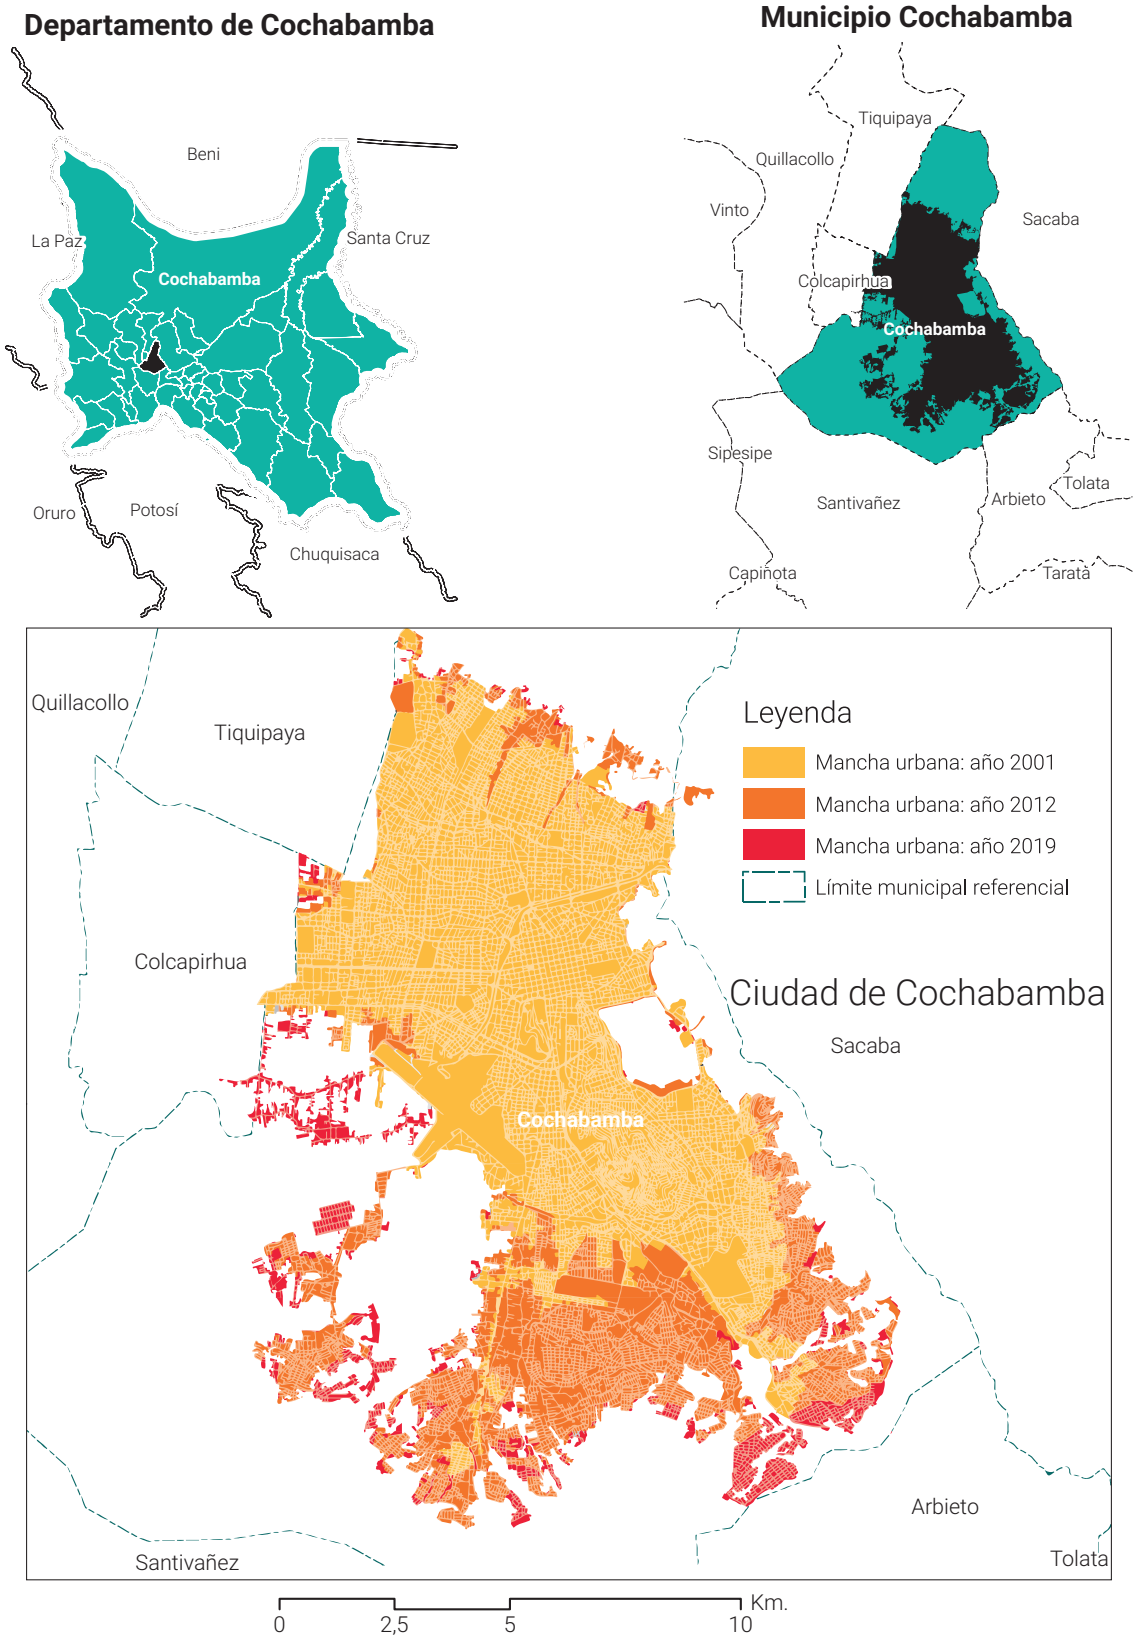 Departamento de Cochabamba
Beni
La Paz
Santa Cruz
Cochabamba
Oruro
Potosí
Chuquisaca
Municipio Cochabamba
Tiquipaya
Quillacollo
Vinto
Sacaba
Colcapirhua
Cochabamba
Sipesipe
Santivañez
Arbieto
Tolata
Capinota
Tarata
Quillacollo
Tiquipaya
Leyenda
Mancha urbana: año 2001
Mancha urbana: año 2012
Mancha urbana: año 2019
Límite municipal referencial
Colcapirhua
Ciudad de Cochabamba
Sacaba
Cochabamba
Arbieto
Santivañez
Tolata
Km.
0 2,5 5 10